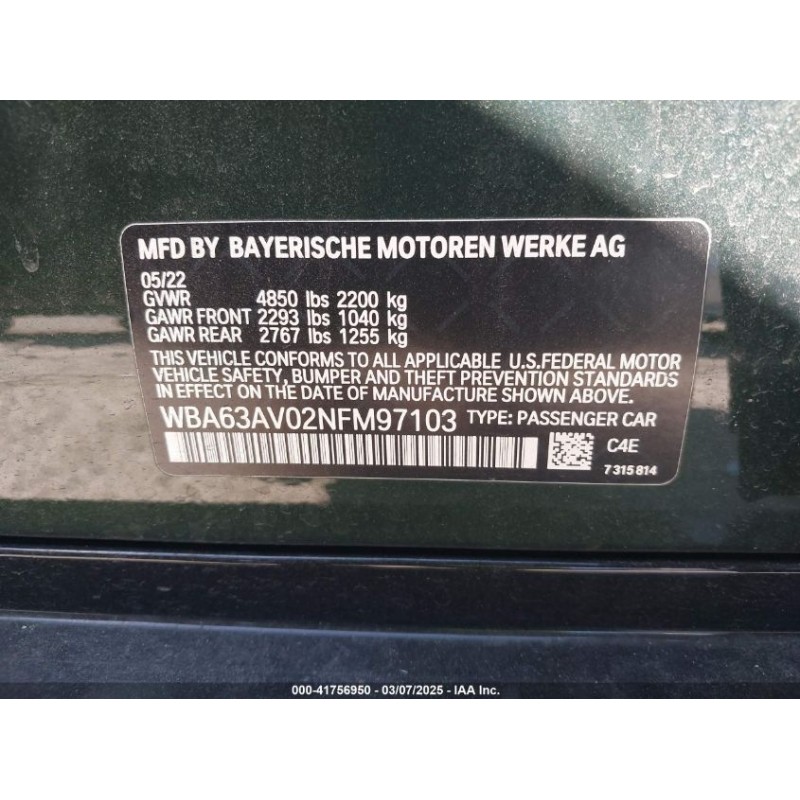 MFD BY BAYERISCHE MOTOREN WERKE AG
05/22
GVWR 4850 lbs 2200 kg
GAWR FRONT 2293 lbs 1040 kg
GAWR REAR 2767 lbs 1255 kg
THIS VEHICLE CONFORMS TO ALL APPLICABLE U.S.FEDERAL MOTOR
VEHICLE SAFETY, BUMPER AND THEFT PREVENTION STANDARDS
IN EFFECT ON THE DATE OF MANUFACTURE SHOWN ABOVE.
WBA63AV02NFM97103 TYPE: PASSENGER CAR
C4E
7315814
000-41756950 - 03/07/2025 - IAA Inc.